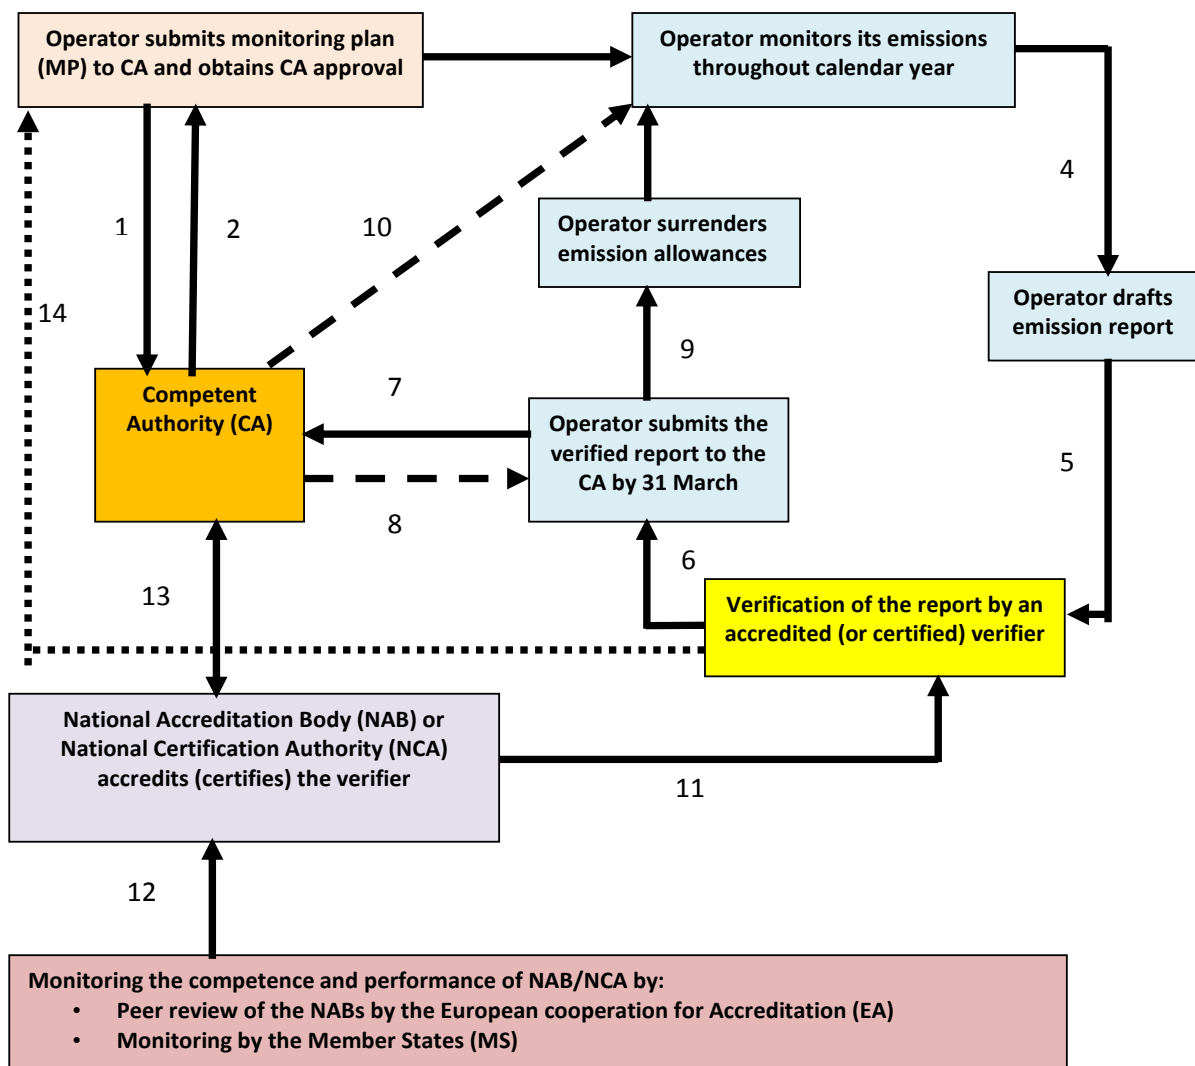 Operator submits monitoring plan
(MP) to CA and obtains CA approval
Operator monitors its emissions
throughout calendar year
4
1
2
10
Operator surrenders
emission allowances
14
Operator drafts
emission report
9
7
Competent
Authority (CA)
Operator submits the
verified report to the
CA by 31 March
5
8
6
13
Verification of the report by an
accredited (or certified) verifier
National Accreditation Body (NAB) or
National Certification Authority (NCA)
accredits (certifies) the verifier
11
12
Monitoring the competence and performance of NAB/NCA by:
• Peer review of the NABs by the European cooperation for Accreditation (EA)
• Monitoring by the Member States (MS)